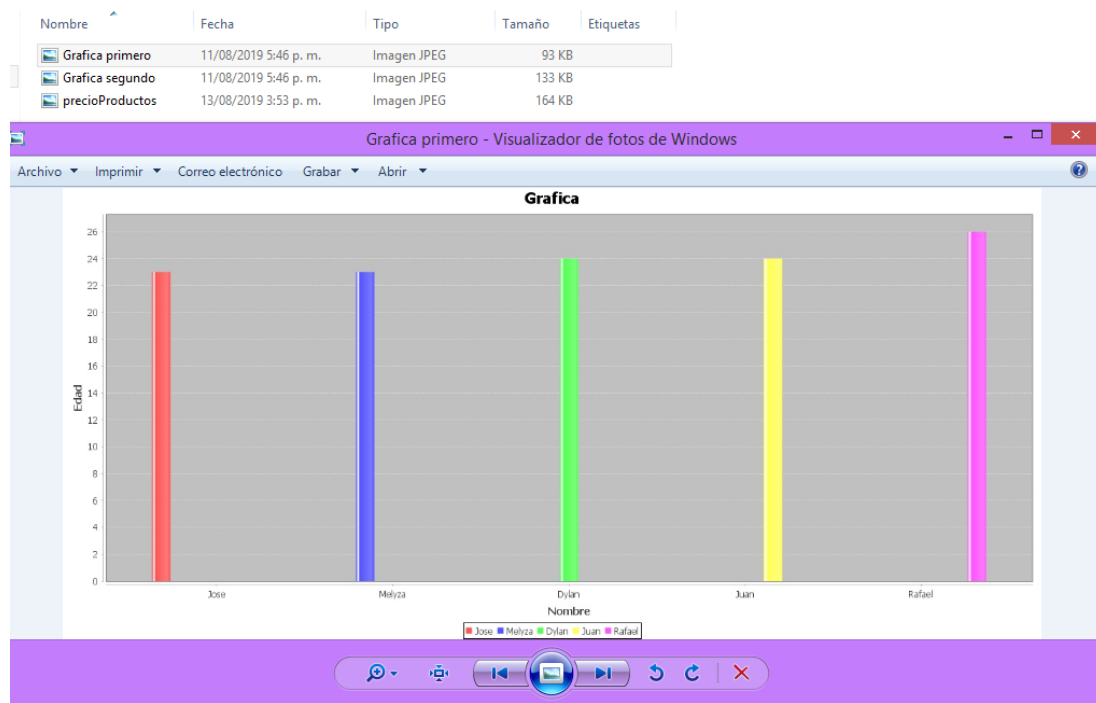 Nombre Fecha Tipo Tamaño Etiquetas
Grafica primero 11/08/2019 5:46 p. m. Imagen JPEG 93 KB
Grafica segundo 11/08/2019 5:46 p. m. Imagen JPEG 133 KB
precioProductos 13/08/2019 3:53 p. m. Imagen JPEG 164 KB
Grafica primero - Visualizador de fotos de Windows
Archivo Imprimir Correo electrónico Grabar Abrir
Grafica
26
24
22
20
18
16
14
12
10
8
6
4
2
0
Edad
Jose Melyza Dylan Juan Rafael
Nombre
Jose Melyza Dylan Juan Rafael